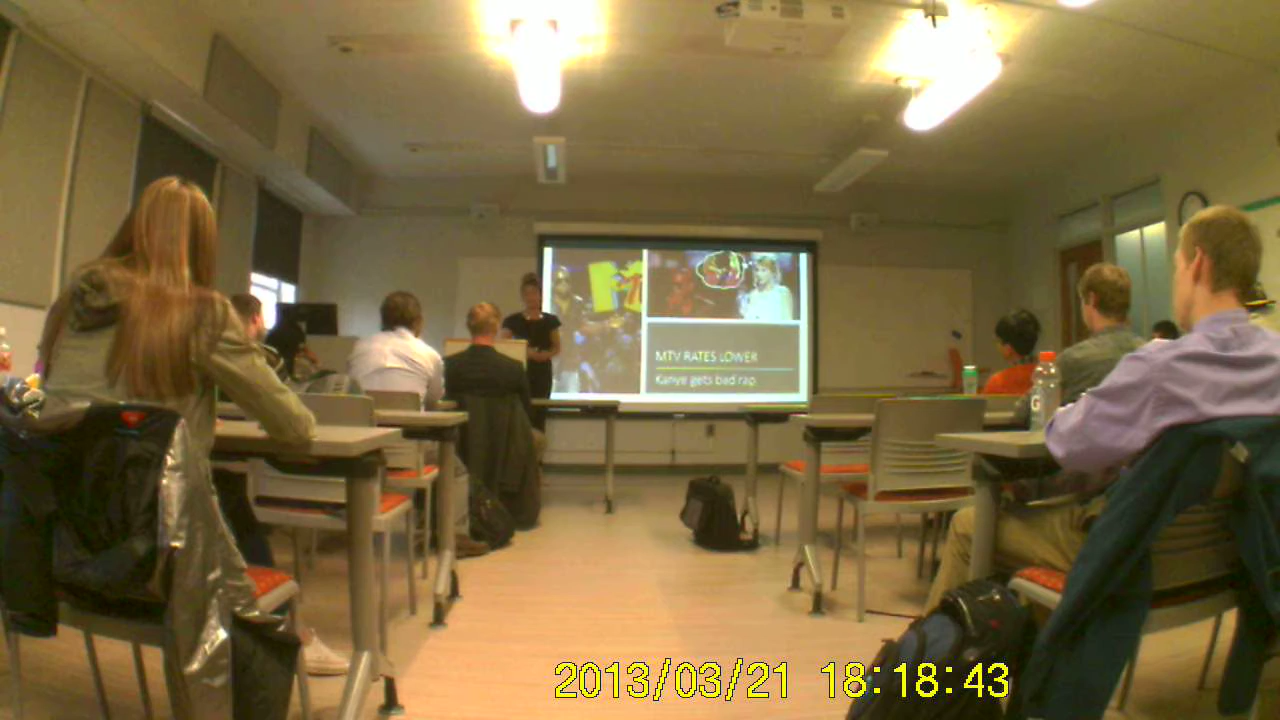 MTV RATES LOWER
Kanye gets bad rap.
G
2013/03/21 18:18:43